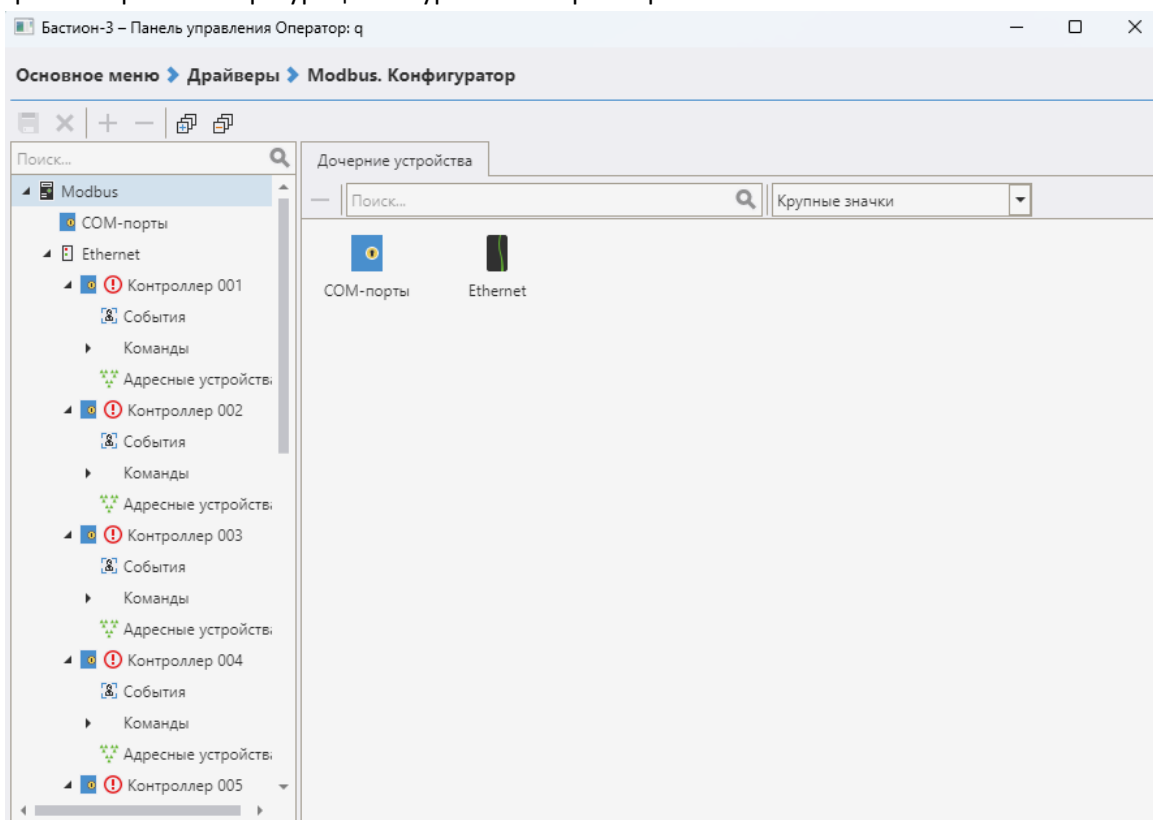 Бастион-3 – Панель управления Оператор: q
Основное меню Драйверы Modbus. Конфигуратор
Поиск...
Modbus
COM-порты
Ethernet
Контроллер 001
События
Команды
Адресные устройства
Контроллер 002
События
Команды
Адресные устройства
Контроллер 003
События
Команды
Адресные устройства
Контроллер 004
События
Команды
Адресные устройства
Контроллер 005
Дочерние устройства
Поиск...
Крупные значки
COM-порты
Ethernet